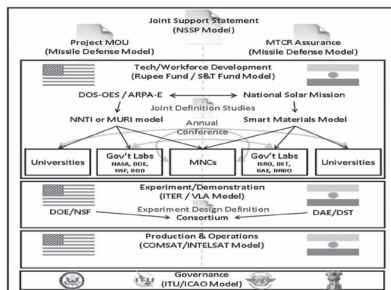 Joint Support Statement
(NSSP Model)
Project MOU
(Missile Defense Model)
MTCR Assurance
(Missile Defense Model)
Tech/Workforce Development
(Rupee Fund / S&T Fund Model)
DOS-OES / ARPA-E
National Solar Mission
Joint Definition Studies
NNTI or MURI model
Annual
Conference
Smart Materials Model
Universities
Gov't Labs
NASA, DOE,
NSF, DOD
MNCs
Gov't Labs
ISRO, DST,
DAE, DRDO
Universities
Experiment/Demonstration
(ITER / VLA Model)
DOE/NSF
Experiment Design Definition
Consortium
DAE/DST
Production & Operations
(COMSAT/INTELSAT Model)
Governance
(ITU/ICAO Model)